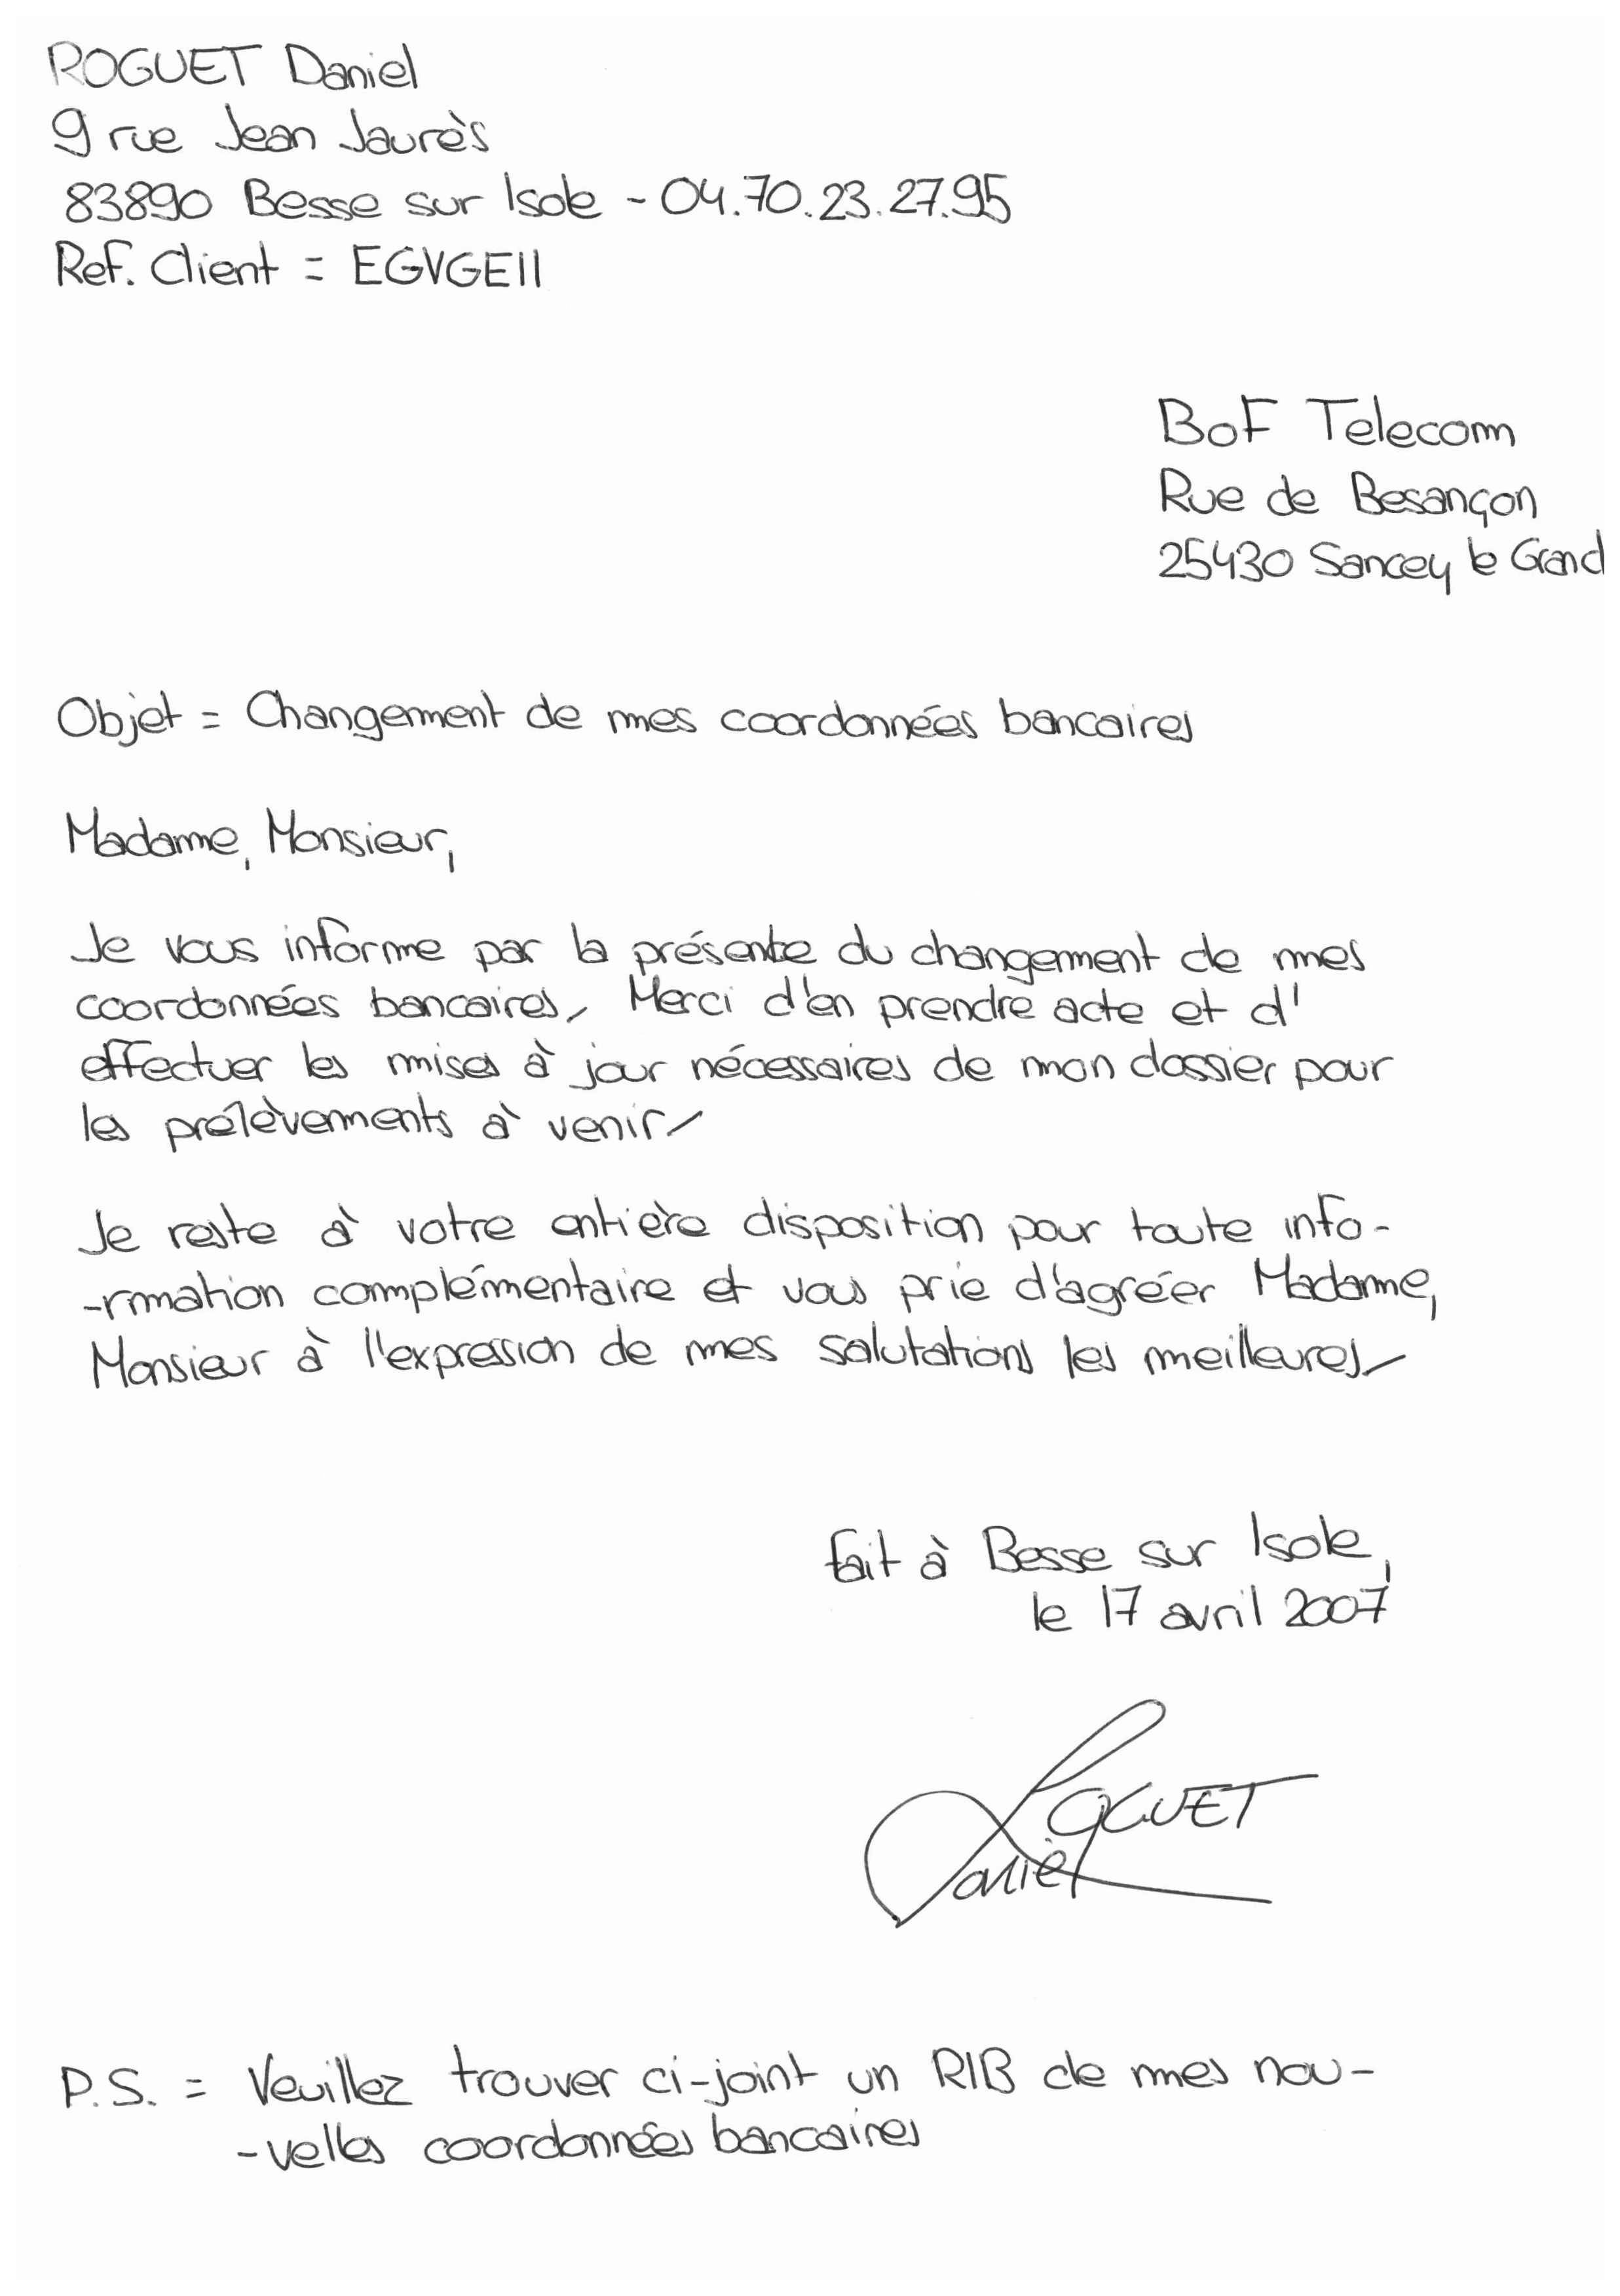 ROGUET Daniel
9 rue Jean Jaurès
83890 Besse sur Isole - 04.70.23.27.95
Ref. Client = EGVGE11
BoF Telecom
Rue de Besançon
25430 Sancey le Grand
Objet = Changement de mes coordonnées bancaires
Madame, Monsieur,
Je vous informe par la présente du changement de mes
coordonnées bancaires. Merci d'en prendre acte et d'
effectuer les mises à jour nécessaires de mon dossier pour
les prélèvements à venir.
Je reste à votre entière disposition pour toute info-
-rmation complémentaire et vous prie d'agréer Madame,
Monsieur à l'expression de mes salutations les meilleures.
Fait à Besse sur Isole,
le 17 avril 2007
ROGUET
Daniel
P.S. = Veuillez trouver ci-joint un RIB de mes nou-
-velles coordonnées bancaires